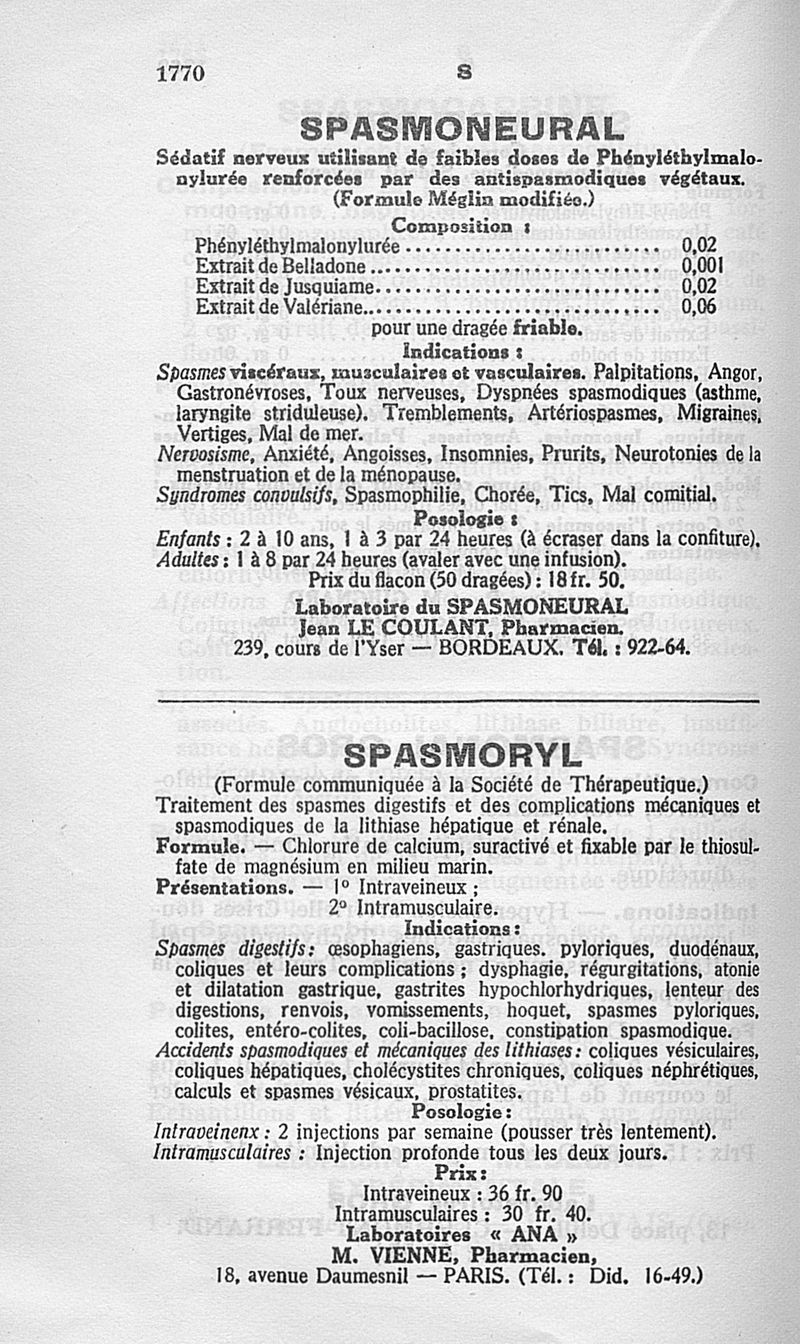 1770 S
SPASMONEURAL
Sédatif nerveux utilisant de faibles doses de Phényléthylmalo-
nylurée renforcées par des antispasmodiques végétaux.
(Formule Méglin modifiée.)
Composition :
Phényléthylmalonylurée ........................... 0,02
Extrait de Belladone .............................. 0,001
Extrait de Jusquiame.............................. 0,02
Extrait de Valériane............................... 0,06
pour une dragée friable.
Indications :
Spasmes viscéraux, musculaires et vasculaires. Palpitations, Angor,
Gastronévroses, Toux nerveuses, Dyspnées spasmodiques (asthme,
laryngite striduleuse). Tremblements, Artériospasmes, Migraines,
Vertiges, Mal de mer.
Nervosisme, Anxiété, Angoisses, Insomnies, Prurits, Neurotonies de la
menstruation et de la ménopause.
Syndromes convulsifs, Spasmophilie, Chorée, Tics, Mal comitial.
Posologie :
Enfants : 2 à 10 ans, 1 à 3 par 24 heures (à écraser dans la confiture).
Adultes : 1 à 8 par 24 heures (avaler avec une infusion).
Prix du flacon (50 dragées) : 18 fr. 50.
Laboratoire du SPASMONEURAL
Jean LE COULANT, Pharmacien.
239, cours de l'Yser — BORDEAUX. Tél. : 922-64.
SPASMORYL
(Formule communiquée à la Société de Thérapeutique.)
Traitement des spasmes digestifs et des complications mécaniques et
spasmodiques de la lithiase hépatique et rénale.
Formule. — Chlorure de calcium, suractivé et fixable par le thiosul-
fate de magnésium en milieu marin.
Présentations. — 1° Intraveineux ;
2° Intramusculaire.
Indications :
Spasmes digestifs : œsophagiens, gastriques. pyloriques, duodénaux,
coliques et leurs complications ; dysphagie, régurgitations, atonie
et dilatation gastrique, gastrites hypochlorhydriques, lenteur des
digestions, renvois, vomissements, hoquet, spasmes pyloriques,
colites, entéro-colites, coli-bacillose, constipation spasmodique.
Accidents spasmodiques et mécaniques des lithiases : coliques vésiculaires,
coliques hépatiques, cholécystites chroniques, coliques néphrétiques,
calculs et spasmes vésicaux, prostatites.
Posologie :
Intraveinenx : 2 injections par semaine (pousser très lentement).
Intramusculaires : Injection profonde tous les deux jours.
Prix :
Intraveineux : 36 fr. 90
Intramusculaires : 30 fr. 40.
Laboratoires « ANA »
M. VIENNE, Pharmacien,
18, avenue Daumesnil — PARIS. (Tél. : Did. 16-49.)